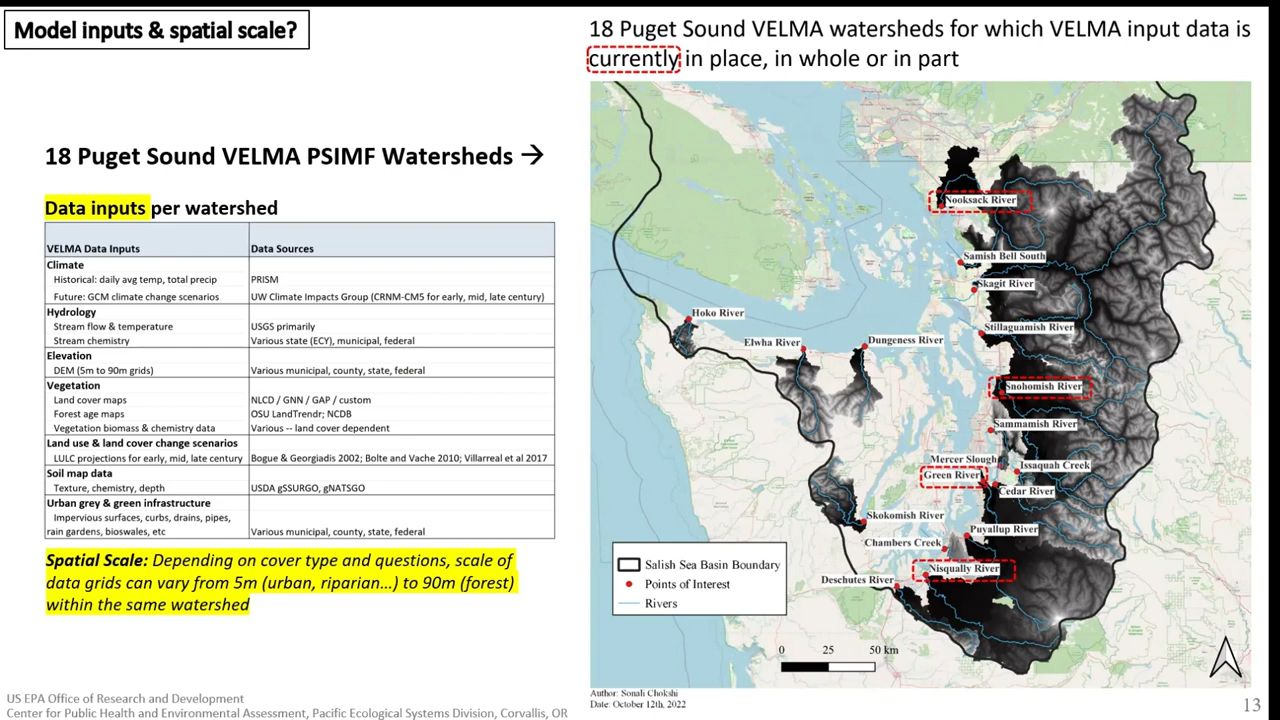 Model inputs & spatial scale?
18 Puget Sound VELMA watersheds for which VELMA input data is
currently in place, in whole or in part
18 Puget Sound VELMA PSIMF Watersheds →
Data inputs per watershed
VELMA Data Inputs Data Sources
Climate
Historical: daily avg temp, total precip PRISM
Future: GCM climate change scenarios UW Climate Impacts Group (CRNM-CM5 for early, mid, late century)
Hydrology
Stream flow & temperature USGS primarily
Stream chemistry Various state (ECY), municipal, federal
Elevation
DEM (5m to 90m grids) Various municipal, county, state, federal
Vegetation
Land cover maps NLCD / GNN / GAP / custom
Forest age maps OSU LandTrendr; NCDB
Vegetation biomass & chemistry data Various -- land cover dependent
Land use & land cover change scenarios
LULC projections for early, mid, late century Bogue & Georgiadis 2002; Bolte and Vache 2010; Villarreal et al 2017
Soil map data
Texture, chemistry, depth USDA gSSURGO, gNATSGO
Urban grey & green infrastructure
Impervious surfaces, curbs, drains, pipes,
rain gardens, bioswales, etc Various municipal, county, state, federal
Spatial Scale: Depending on cover type and questions, scale of
data grids can vary from 5m (urban, riparian...) to 90m (forest)
within the same watershed
Nooksack River
Samish Bell South
Skagit River
Hoko River
Stillaguamish River
Elwha River
Dungeness River
Snohomish River
Sammamish River
Mercer Slough
Issaquah Creek
Green River
Cedar River
Skokomish River
Puyallup River
Chambers Creek
Nisqually River
Deschutes River
Salish Sea Basin Boundary
Points of Interest
Rivers
0 25 50 km
Author: Sonali Chokshi
Date: October 12th, 2022
US EPA Office of Research and Development
Center for Public Health and Environmental Assessment, Pacific Ecological Systems Division, Corvallis, OR
13